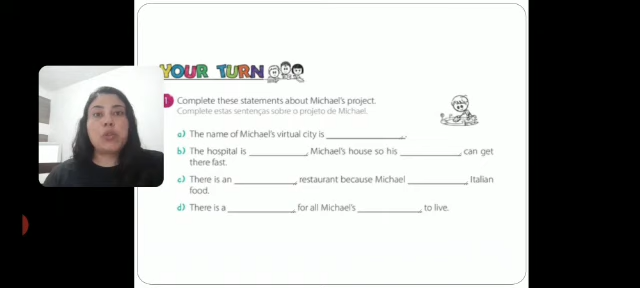 YOUR TURN
1 Complete these statements about Michael's project.
Complete estas sentenças sobre o projeto de Michael.
a) The name of Michael's virtual city is ____________.
b) The hospital is ____________ Michael's house so his ____________ can get
there fast.
c) There is an ____________ restaurant because Michael ____________ Italian
food.
d) There is a ____________ for all Michael's ____________ to live.